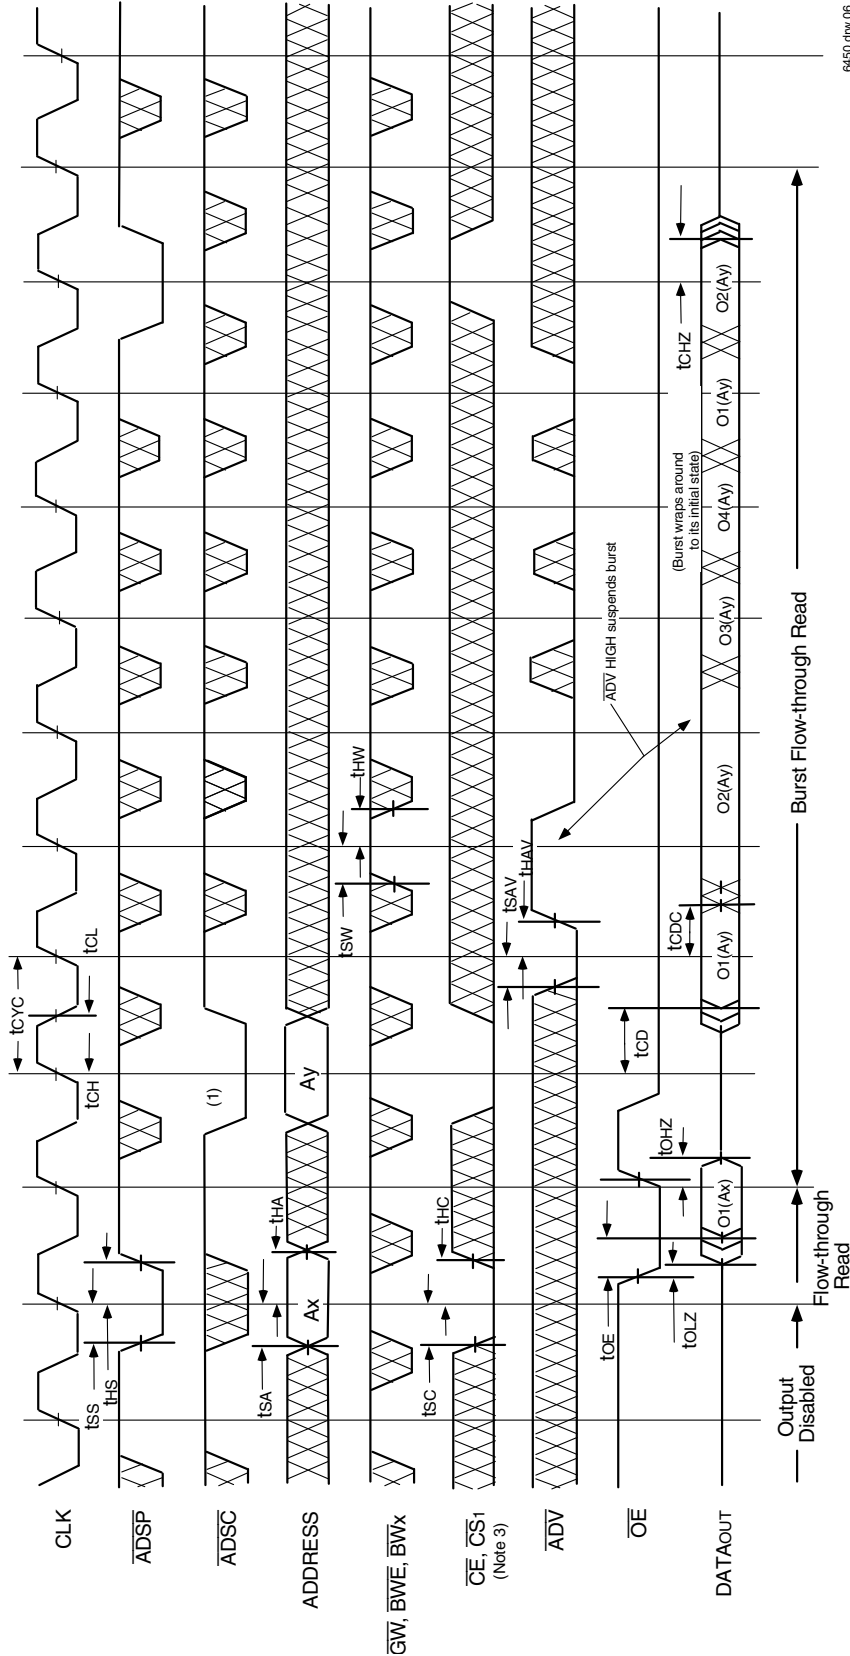 CLK
ADSP
ADSC
ADDRESS
GW, BWE, BWx
CE, CS1
(Note 3)
ADV
OE
DATAOUT
tCYC
tCH
tCL
tSS
tHS
(1)
tSA
tHA
Ax
Ay
tSW
tHW
tSC
tHC
tSAV
tHAV
ADV HIGH suspends burst
tOE
tOHZ
tOLZ
tCD
tCDC
(Burst wraps around
to its initial state)
tCHZ
O1(Ax)
O1(Ay)
O2(Ay)
O3(Ay)
O4(Ay)
O1(Ay)
O2(Ay)
Output
Disabled
Flow-through
Read
Burst Flow-through Read
6450 drw 06